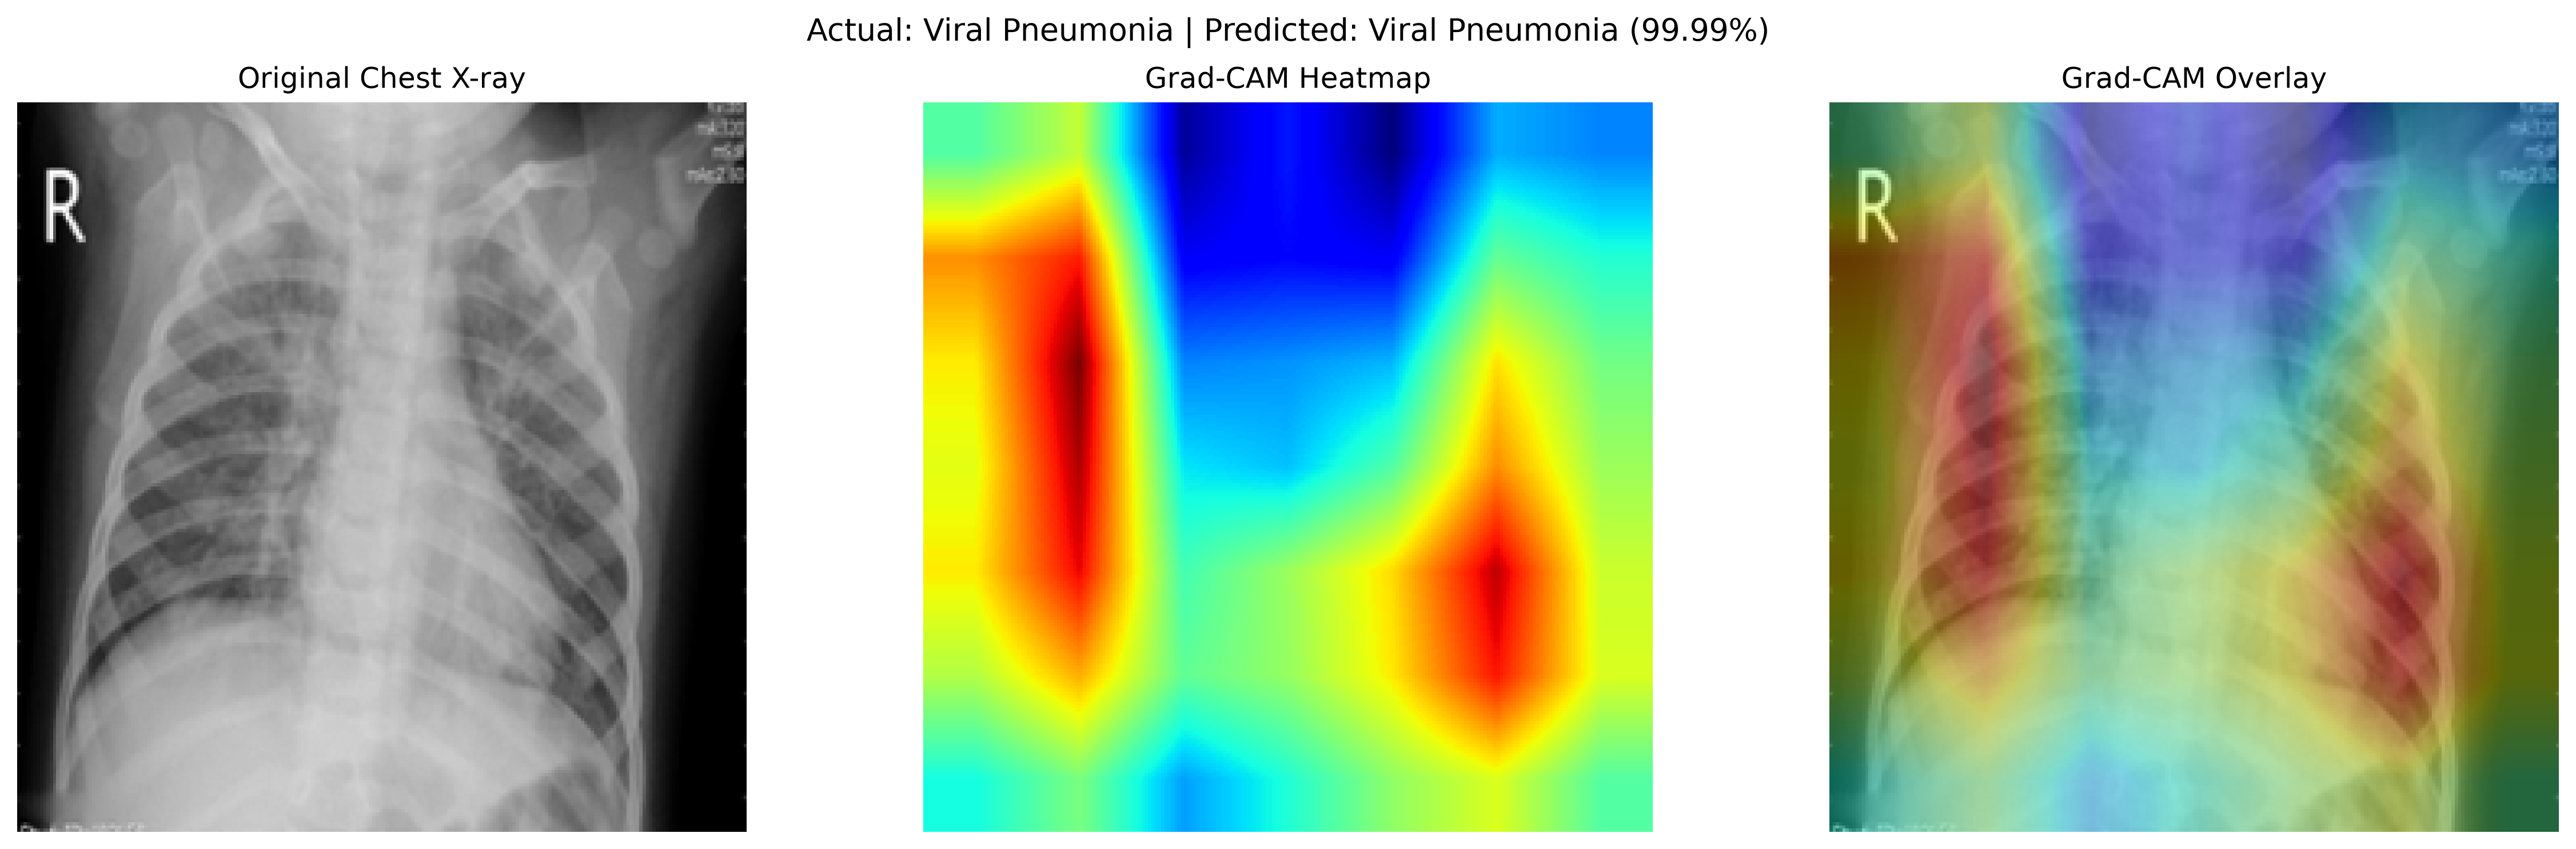 Actual: Viral Pneumonia | Predicted: Viral Pneumonia (99.99%)
Original Chest X-ray
Grad-CAM Heatmap
Grad-CAM Overlay
R
R